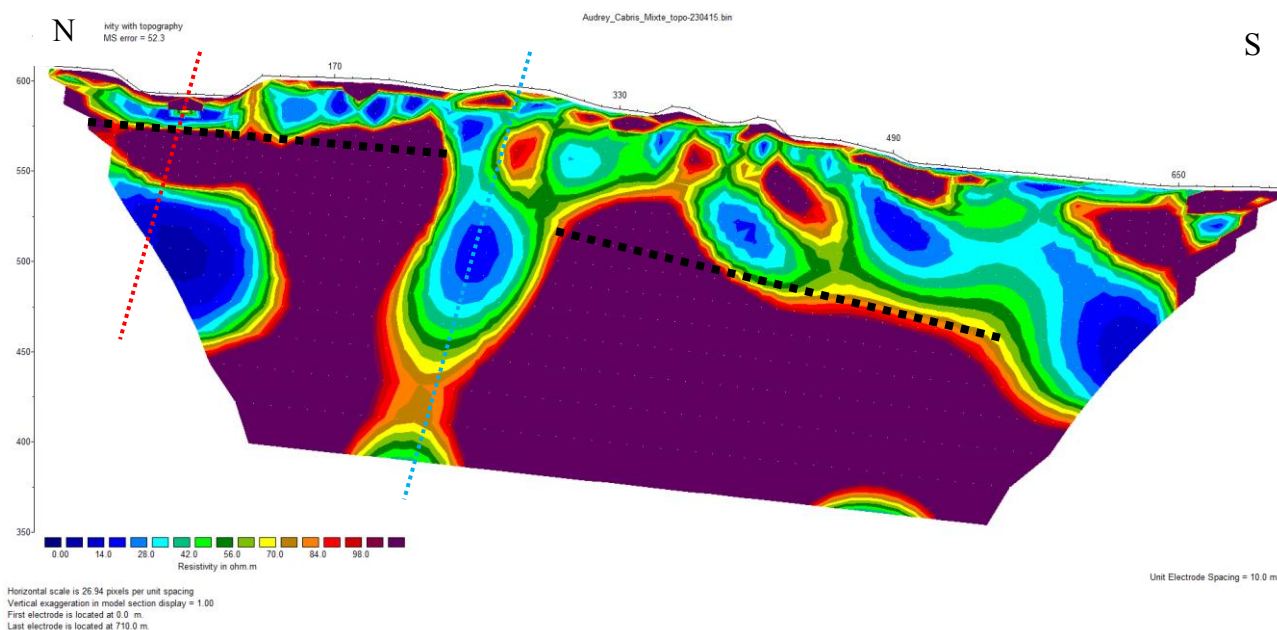 Audrey_Cabris_Mixte_topo-230415.bin
N
S
ivity with topography
MS error = 52.3
170
330
490
650
600
550
500
450
400
350
0.00 14.0 28.0 42.0 56.0 70.0 84.0 98.0
Resistivity in ohm.m
Unit Electrode Spacing = 10.0 m
Horizontal scale is 26.94 pixels per unit spacing
Vertical exaggeration in model section display = 1.00
First electrode is located at 0.0 m.
Last electrode is located at 710.0 m.